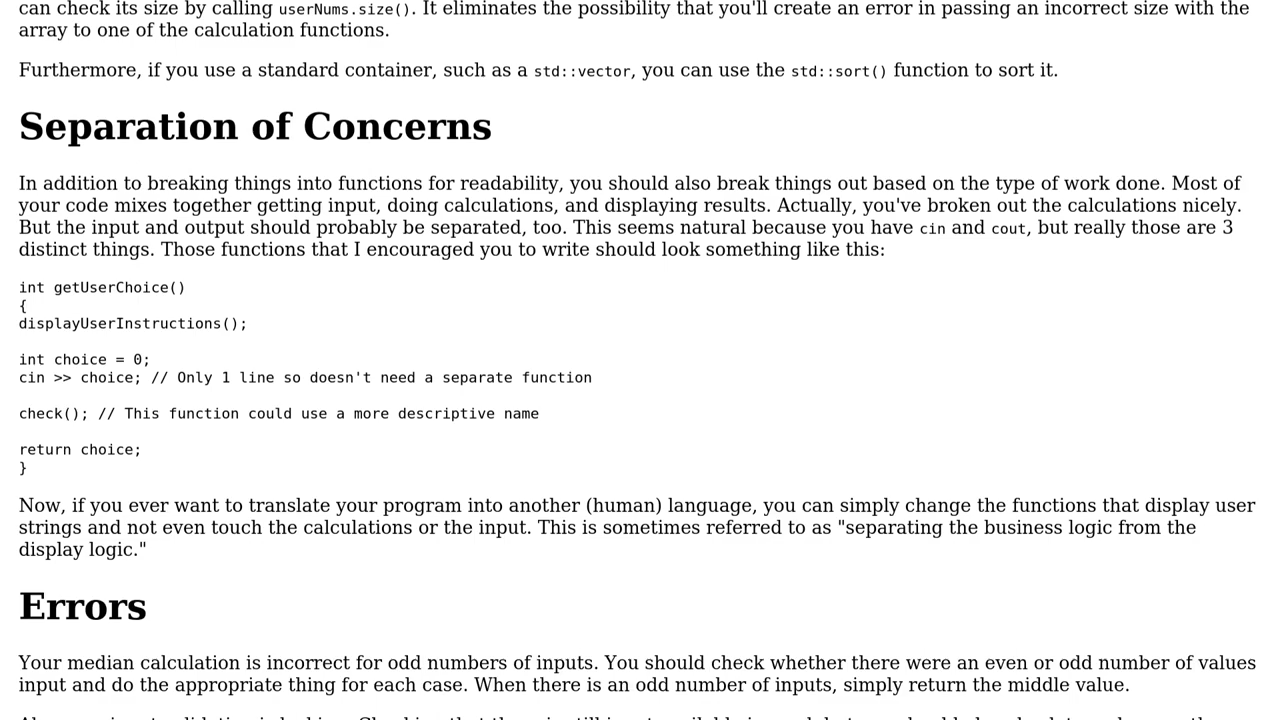 can check its size by calling userNums.size(). It eliminates the possibility that you'll create an error in passing an incorrect size with the
array to one of the calculation functions.
Furthermore, if you use a standard container, such as a std::vector, you can use the std::sort() function to sort it.
Separation of Concerns
In addition to breaking things into functions for readability, you should also break things out based on the type of work done. Most of
your code mixes together getting input, doing calculations, and displaying results. Actually, you've broken out the calculations nicely.
But the input and output should probably be separated, too. This seems natural because you have cin and cout, but really those are 3
distinct things. Those functions that I encouraged you to write should look something like this:
int getUserChoice()
{
displayUserInstructions();
int choice = 0;
cin >> choice; // Only 1 line so doesn't need a separate function
check(); // This function could use a more descriptive name
return choice;
}
Now, if you ever want to translate your program into another (human) language, you can simply change the functions that display user
strings and not even touch the calculations or the input. This is sometimes referred to as "separating the business logic from the
display logic."
Errors
Your median calculation is incorrect for odd numbers of inputs. You should check whether there were an even or odd number of values
input and do the appropriate thing for each case. When there is an odd number of inputs, simply return the middle value.